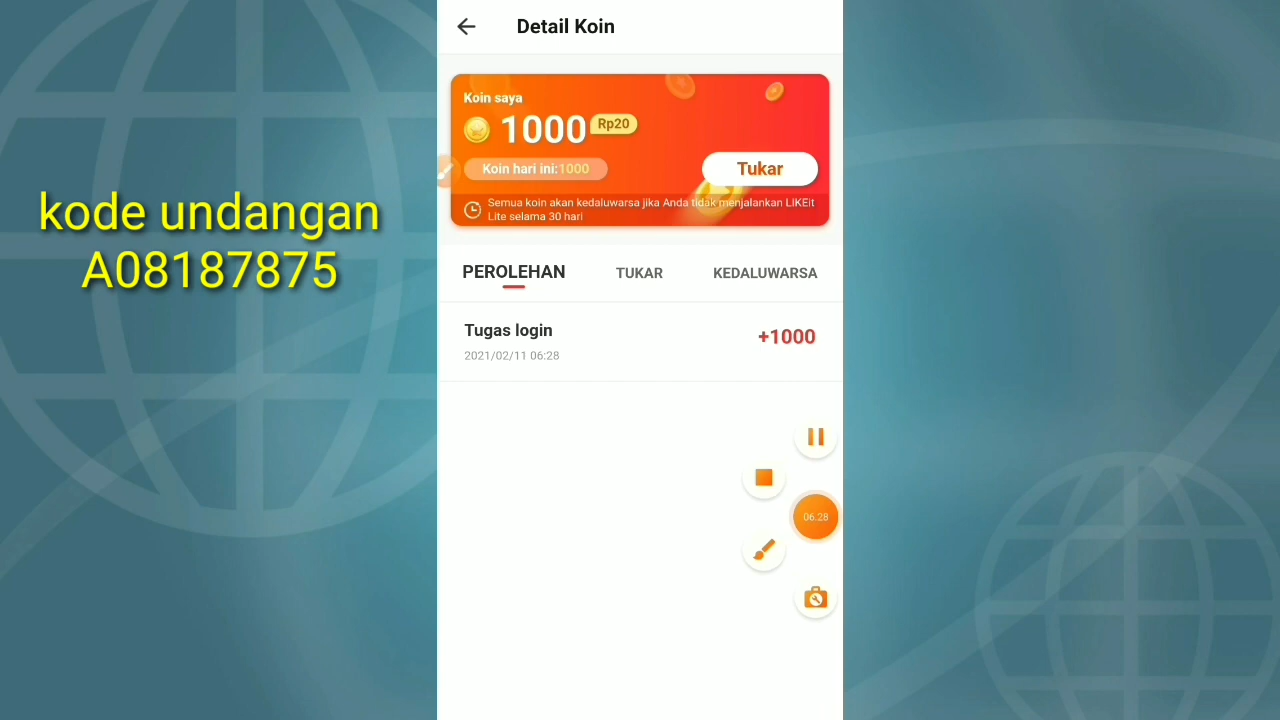 kode undangan
A08187875
Detail Koin
Koin saya
1000 Rp20
Koin hari ini:1000
Tukar
Semua koin akan kedaluwarsa jika Anda tidak menjalankan LIKEit
Lite selama 30 hari
PEROLEHAN TUKAR KEDALUWARSA
Tugas login
+1000
2021/02/11 06:28
06:28